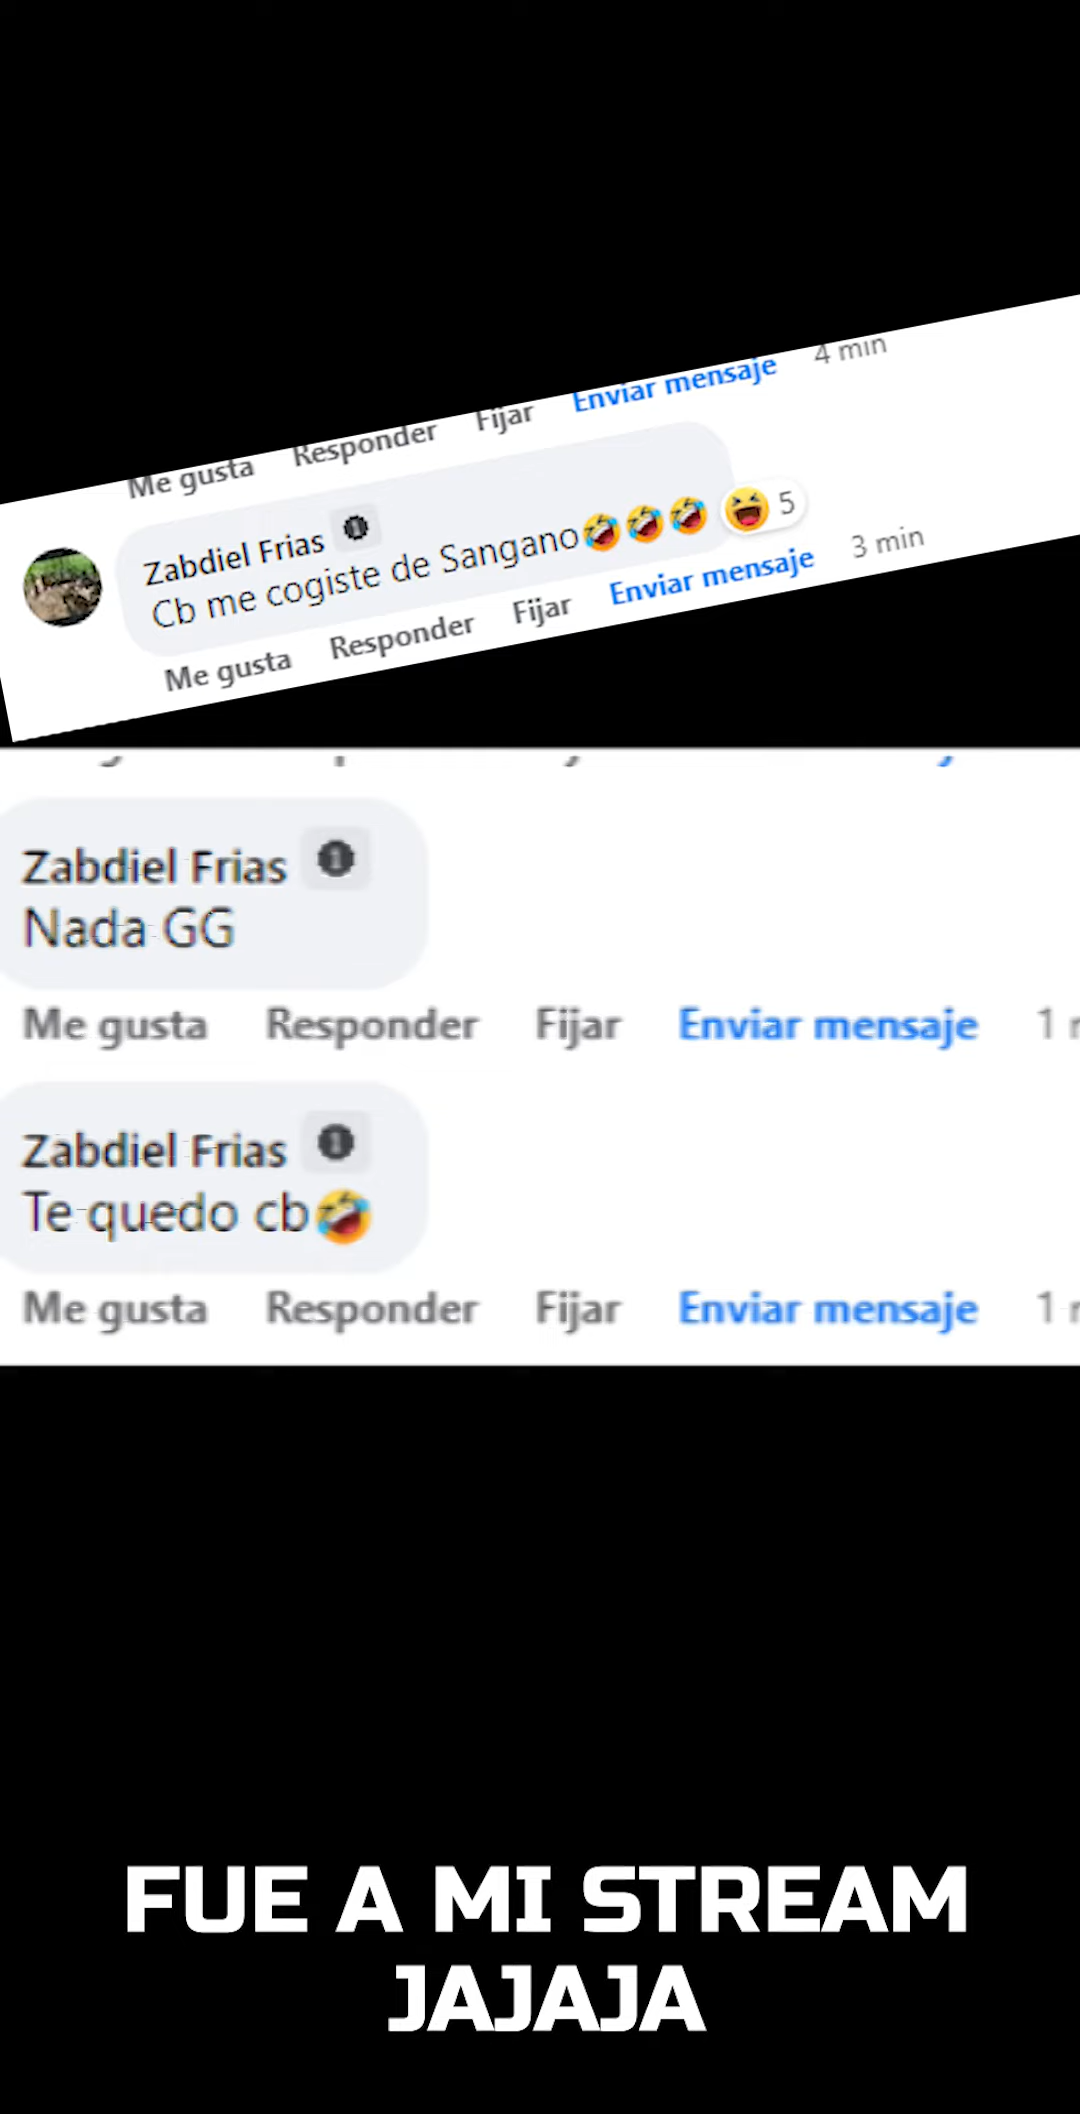 Me gusta Responder Fijar Enviar mensaje 4 min
Zabdiel Frias
Cb me cogiste de Sangano🤣🤣🤣 😆 5
Me gusta Responder Fijar Enviar mensaje 3 min
Zabdiel Frias
Nada GG
Me gusta Responder Fijar Enviar mensaje 1
Zabdiel Frias
Te quedo cb🤣
Me gusta Responder Fijar Enviar mensaje 1
FUE A MI STREAM
JAJAJA